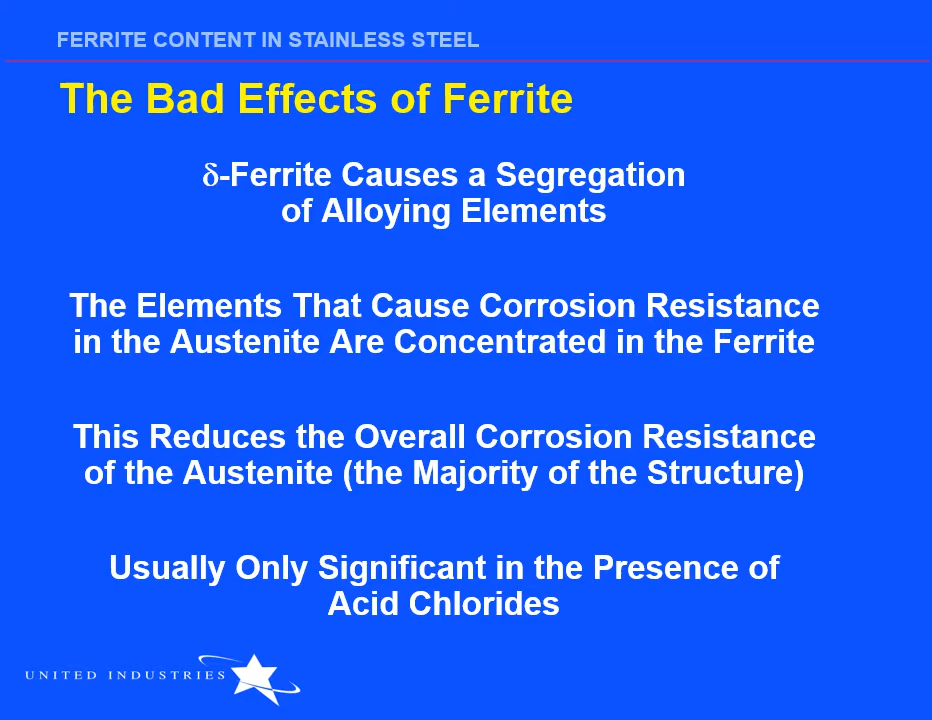 FERRITE CONTENT IN STAINLESS STEEL
The Bad Effects of Ferrite
δ-Ferrite Causes a Segregation
of Alloying Elements
The Elements That Cause Corrosion Resistance
in the Austenite Are Concentrated in the Ferrite
This Reduces the Overall Corrosion Resistance
of the Austenite (the Majority of the Structure)
Usually Only Significant in the Presence of
Acid Chlorides
UNITED INDUSTRIES